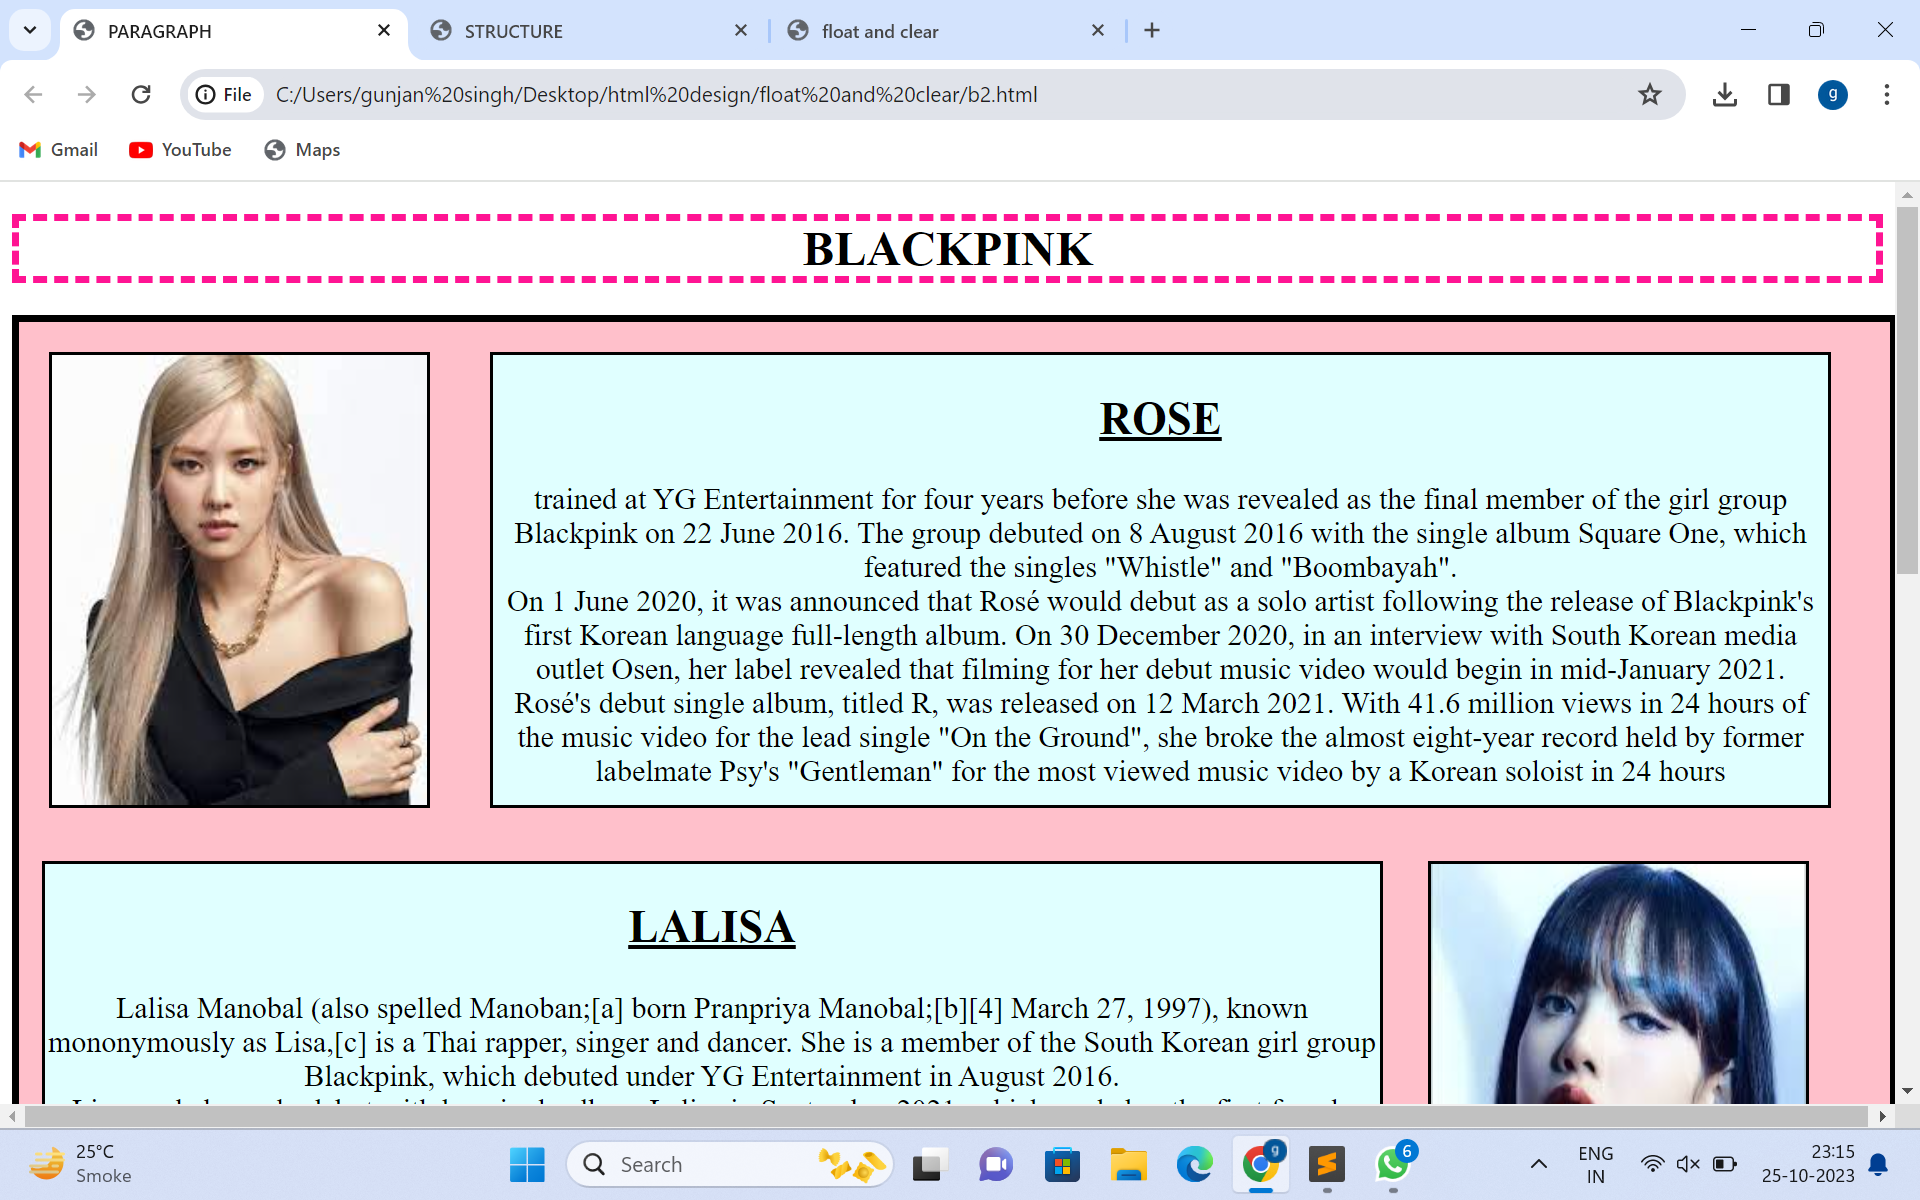 PARAGRAPH
STRUCTURE
float and clear
File
C:/Users/gunjan%20singh/Desktop/html%20design/float%20and%20clear/b2.html
g
Gmail
YouTube
Maps
BLACKPINK
ROSE
trained at YG Entertainment for four years before she was revealed as the final member of the girl group
Blackpink on 22 June 2016. The group debuted on 8 August 2016 with the single album Square One, which
featured the singles "Whistle" and "Boombayah".
On 1 June 2020, it was announced that Rosé would debut as a solo artist following the release of Blackpink's
first Korean language full-length album. On 30 December 2020, in an interview with South Korean media
outlet Osen, her label revealed that filming for her debut music video would begin in mid-January 2021.
Rosé's debut single album, titled R, was released on 12 March 2021. With 41.6 million views in 24 hours of
the music video for the lead single "On the Ground", she broke the almost eight-year record held by former
labelmate Psy's "Gentleman" for the most viewed music video by a Korean soloist in 24 hours
LALISA
Lalisa Manobal (also spelled Manoban;[a] born Pranpriya Manobal;[b][4] March 27, 1997), known
mononymously as Lisa,[c] is a Thai rapper, singer and dancer. She is a member of the South Korean girl group
Blackpink, which debuted under YG Entertainment in August 2016.
25°C
Smoke
Search
g
6
ENG
IN
23:15
25-10-2023